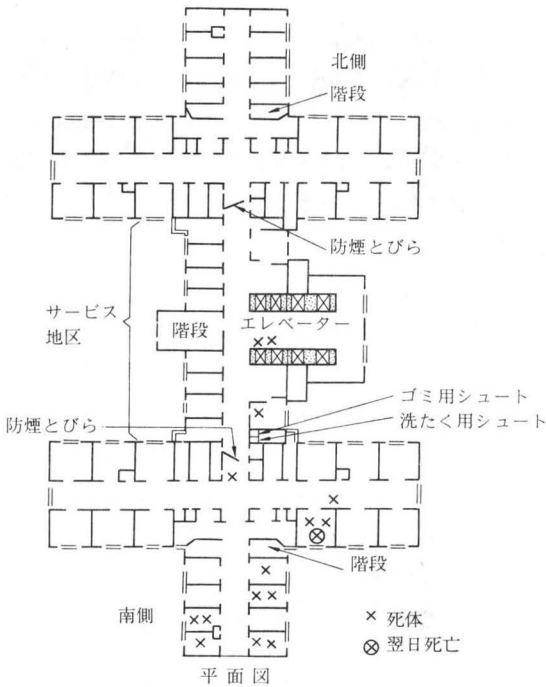 北側
階段
防煙とびら
サービス
地区
階段
エレベーター
ゴミ用シュート
洗たく用シュート
防煙とびら
階段
南側
× 死体
⊗ 翌日死亡
平面図